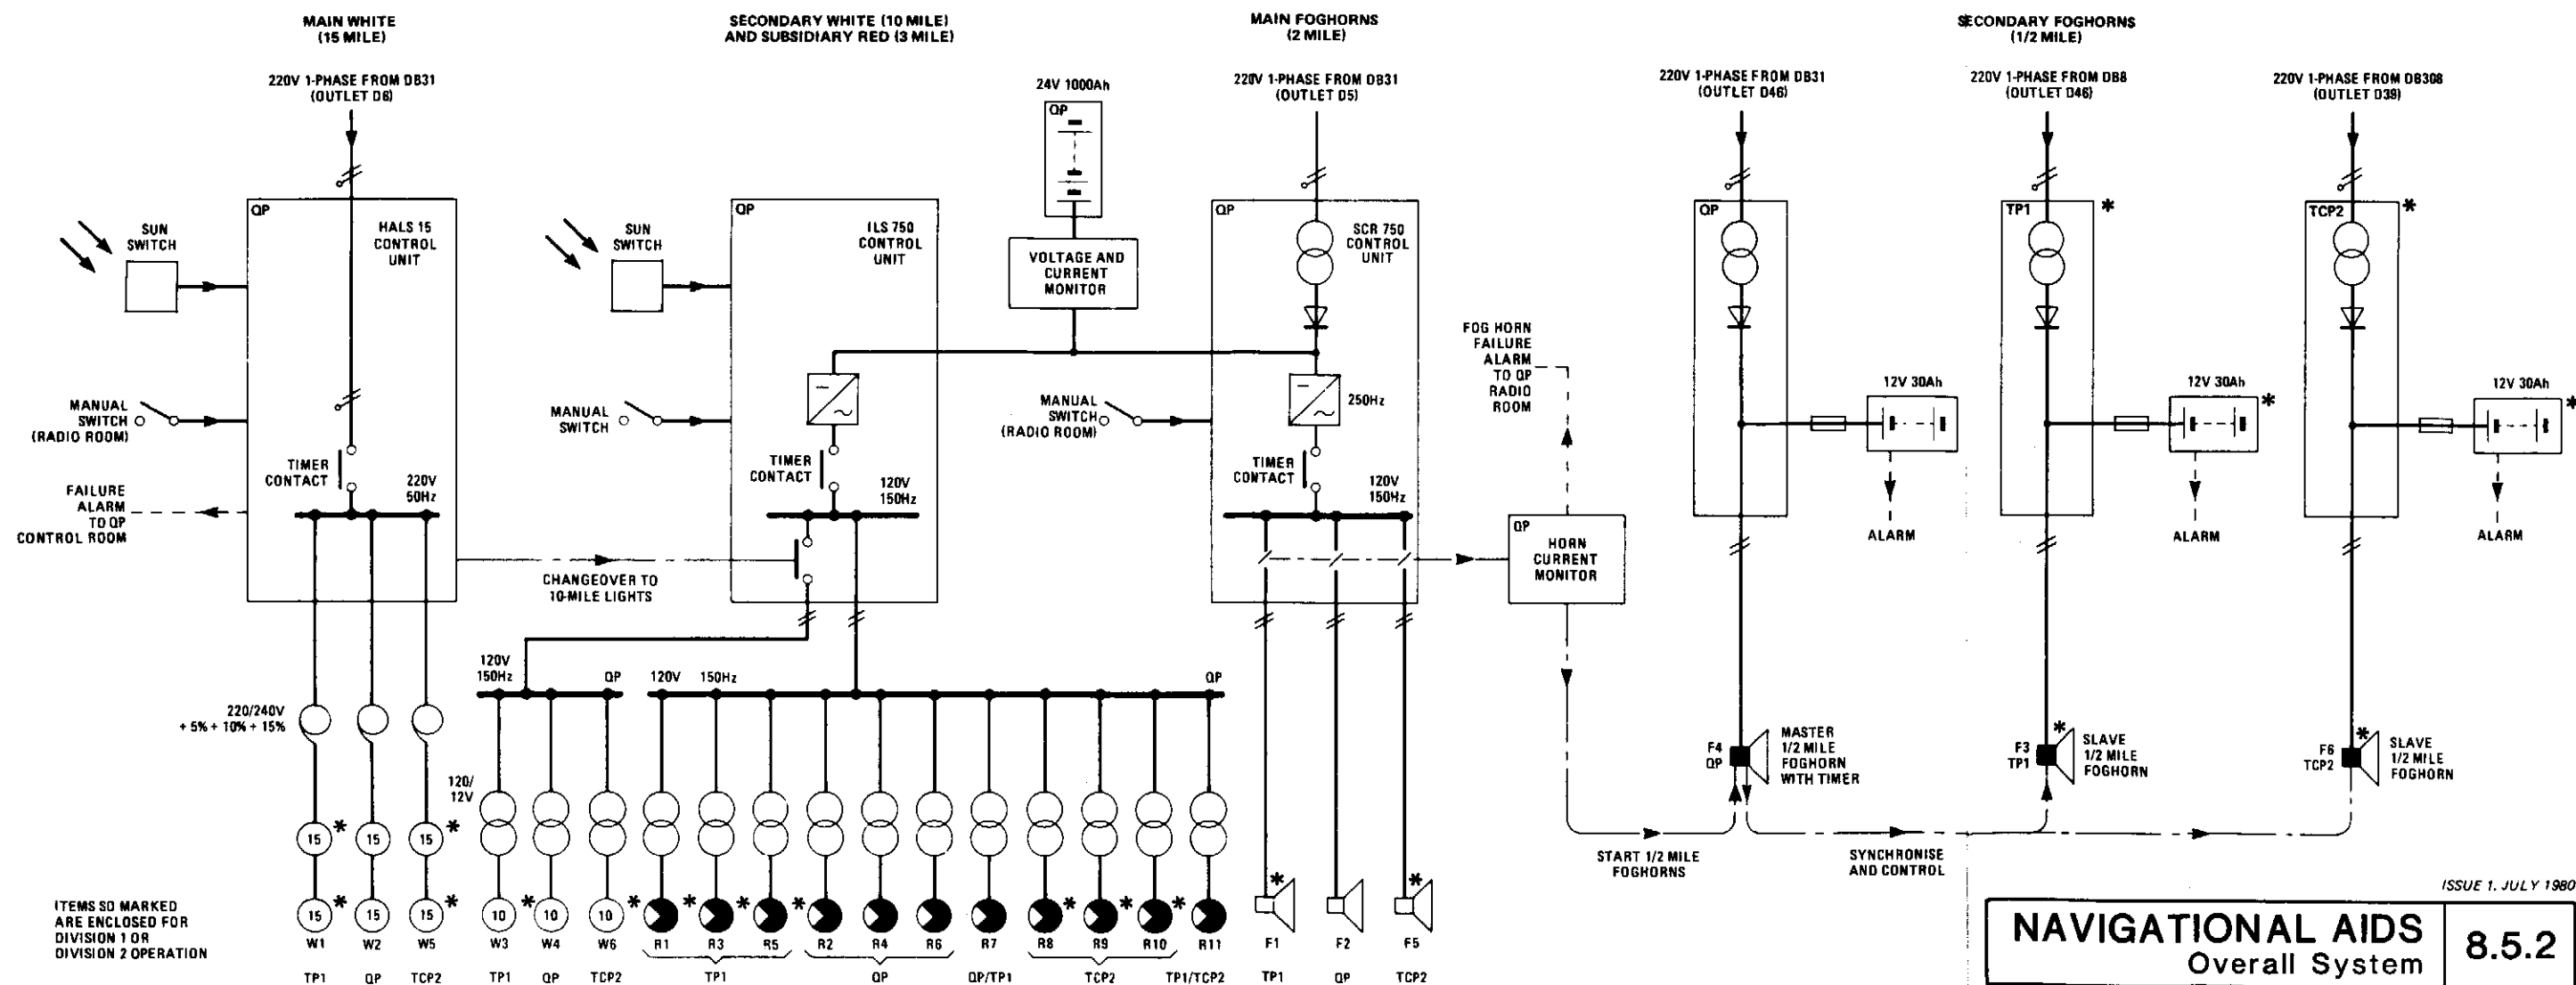 MAIN WHITE
(15 MILE)
SECONDARY WHITE (10 MILE)
AND SUBSIDIARY RED (3 MILE)
MAIN FOGHORNS
(2 MILE)
SECONDARY FOGHORNS
(1/2 MILE)
220V 1-PHASE FROM DB31
(OUTLET D6)
24V 1000Ah
QP
220V 1-PHASE FROM DB31
(OUTLET D5)
220V 1-PHASE FROM DB31
(OUTLET D46)
220V 1-PHASE FROM DB8
(OUTLET D46)
220V 1-PHASE FROM DB308
(OUTLET D39)
QP
HALS 15
CONTROL
UNIT
SUN
SWITCH
MANUAL
SWITCH
(RADIO ROOM)
TIMER
CONTACT
220V
50Hz
FAILURE
ALARM
TO QP
CONTROL ROOM
QP
ILS 750
CONTROL
UNIT
SUN
SWITCH
MANUAL
SWITCH
TIMER
CONTACT
120V
150Hz
CHANGEOVER TO
10-MILE LIGHTS
VOLTAGE AND
CURRENT
MONITOR
QP
SCR 750
CONTROL
UNIT
250Hz
MANUAL
SWITCH
(RADIO ROOM)
TIMER
CONTACT
120V
150Hz
FOG HORN
FAILURE
ALARM
TO QP
RADIO
ROOM
QP
HORN
CURRENT
MONITOR
QP
12V 30Ah
ALARM
TP1 *
12V 30Ah
*
ALARM
TCP2 *
12V 30Ah
*
ALARM
220/240V
+ 5% + 10% + 15%
120V
150Hz
QP
120V 150Hz
QP
120/
12V
F4
QP
MASTER
1/2 MILE
FOGHORN
WITH TIMER
F3
TP1
*
SLAVE
1/2 MILE
FOGHORN
F6
TCP2
*
SLAVE
1/2 MILE
FOGHORN
START 1/2 MILE
FOGHORNS
SYNCHRONISE
AND CONTROL
15 * 15 15 *
15 * 15 15 * 10 * 10 10 * * * * * * * * *
ITEMS SO MARKED
ARE ENCLOSED FOR
DIVISION 1 OR
DIVISION 2 OPERATION
W1 W2 W5 W3 W4 W6 R1 R3 R5 R2 R4 R6 R7 R8 R9 R10 R11 F1 F2 F5
TP1 QP TCP2 TP1 QP TCP2 TP1 QP QP/TP1 TCP2 TP1/TCP2 TP1 QP TCP2
ISSUE 1. JULY 1980
NAVIGATIONAL AIDS
Overall System
8.5.2